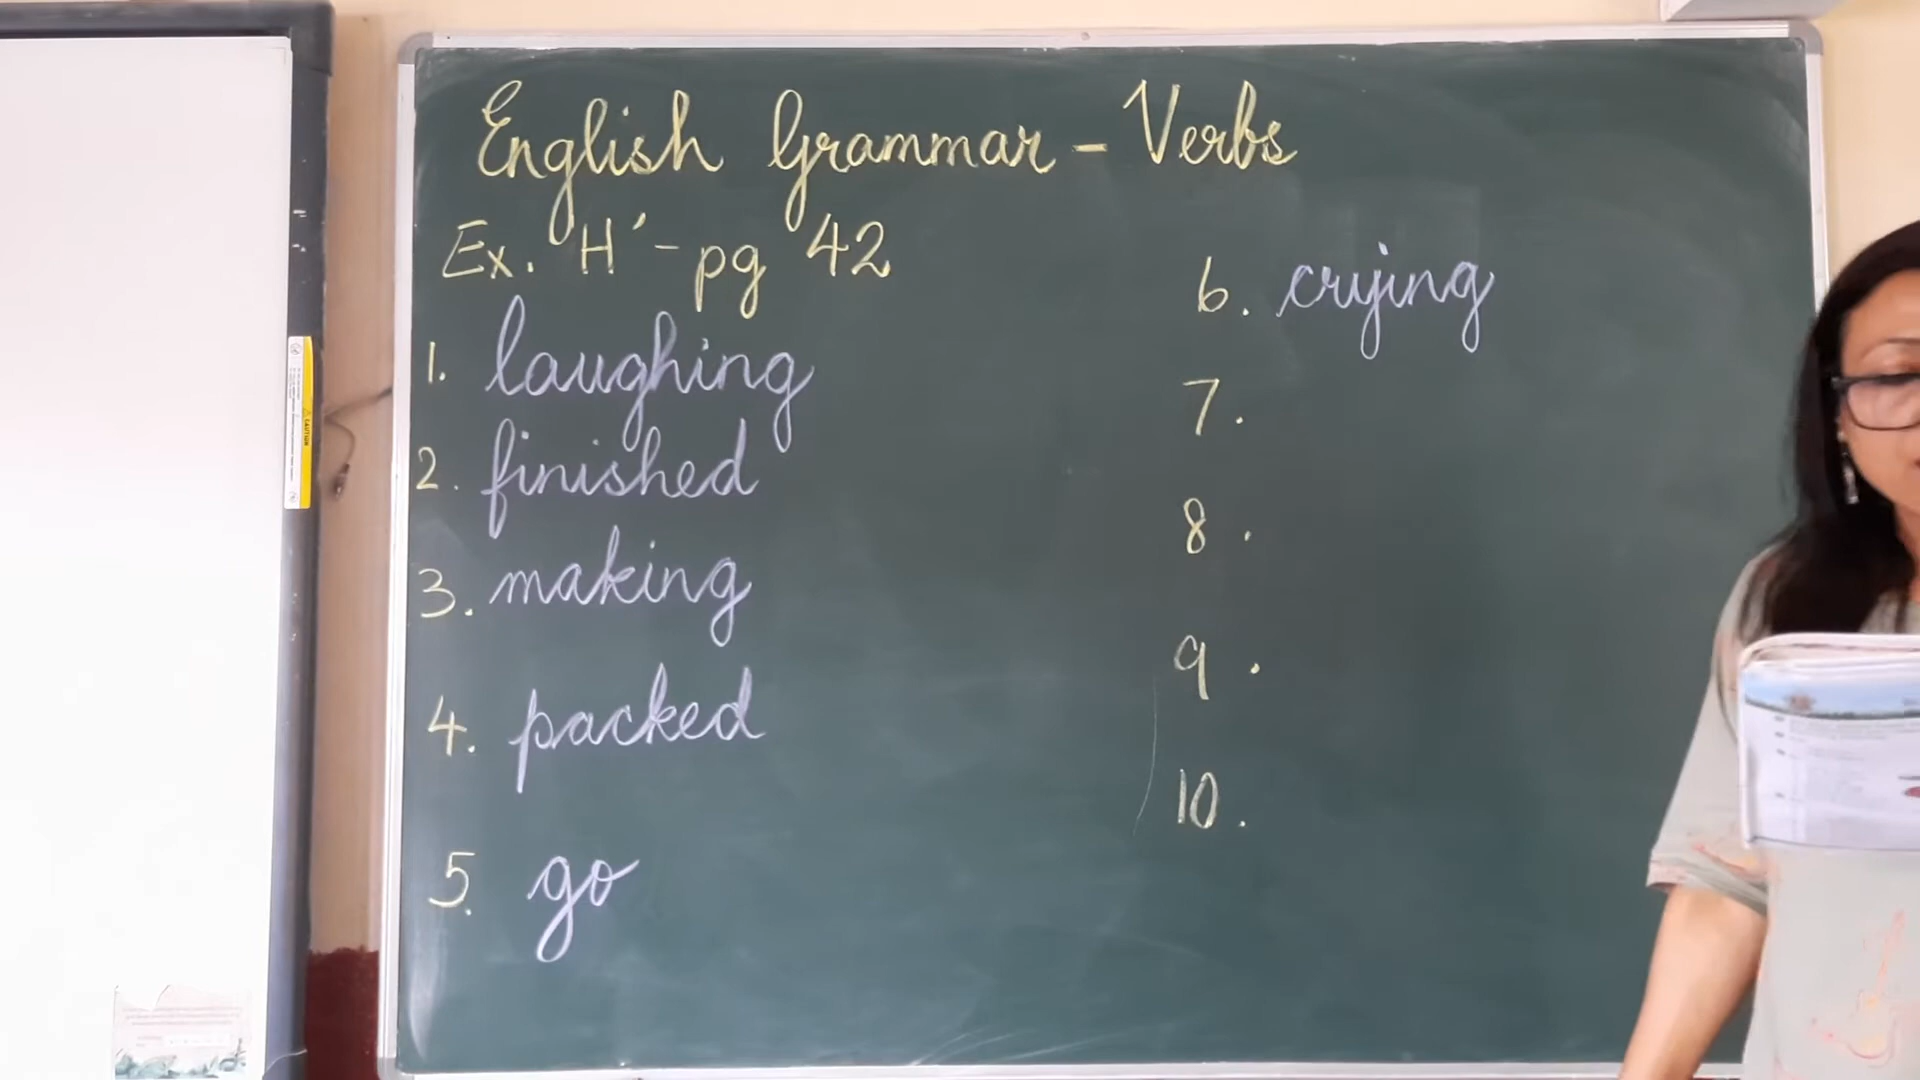 English Grammar - Verbs
Ex. 'H' - pg 42
1. laughing
2. finished
3. making
4. packed
5. go
6. crying
7.
8.
9.
10.
CAUTION